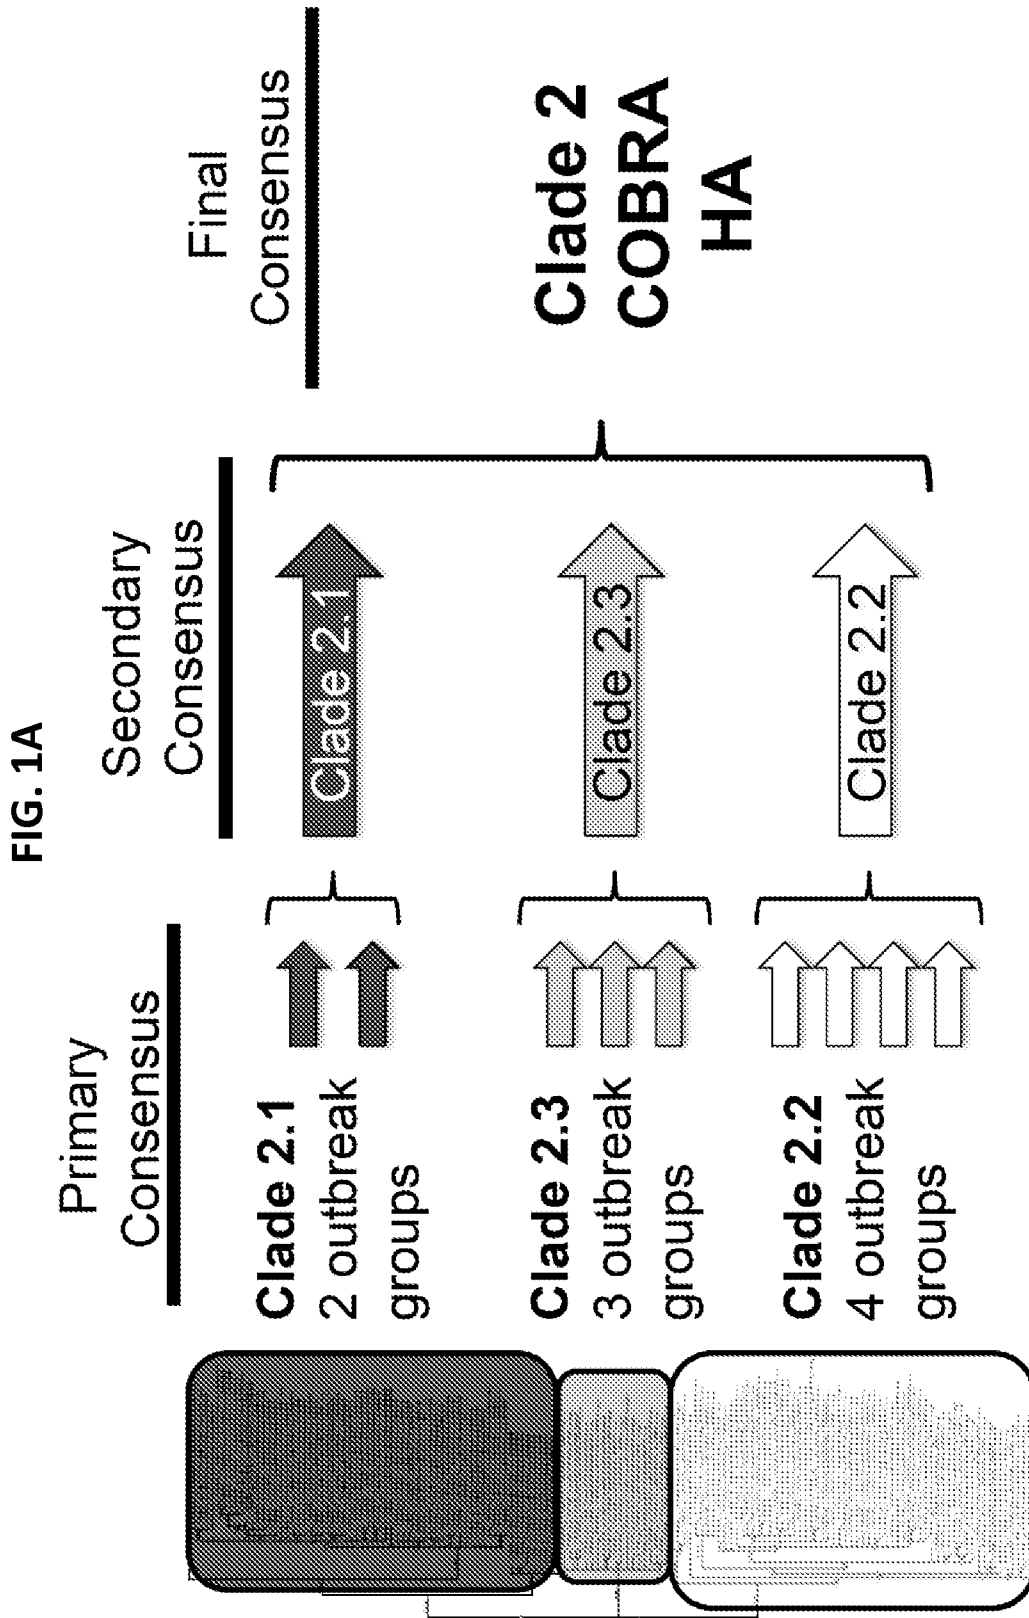 FIG. 1A
Primary
Consensus
Secondary
Consensus
Final
Consensus
Clade 2.1
2 outbreak
groups
Clade 2.1
Clade 2.3
3 outbreak
groups
Clade 2.3
Clade 2.2
4 outbreak
groups
Clade 2.2
Clade 2
COBRA
HA